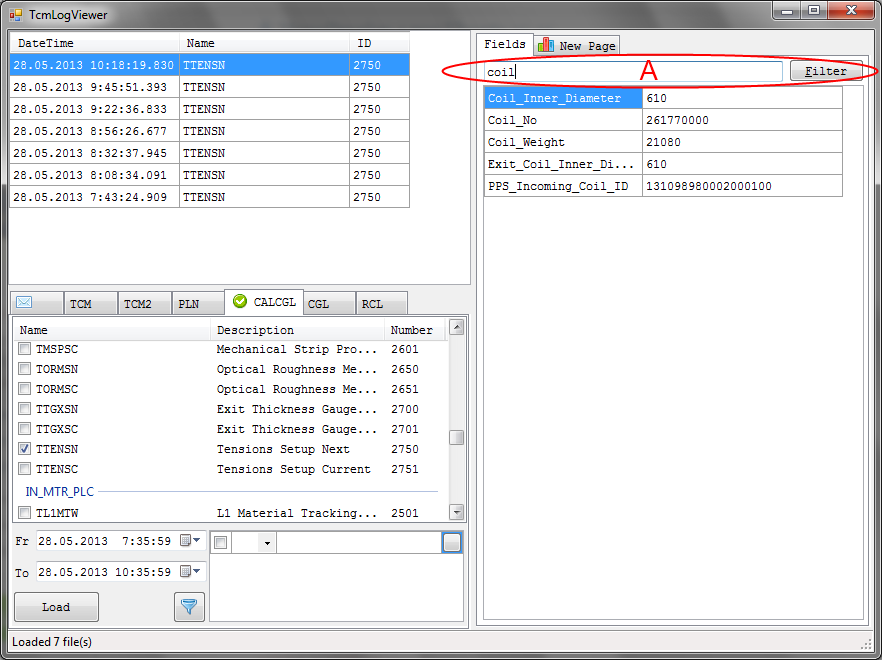 TcmLogViewer
DateTime Name ID
28.05.2013 10:18:19.830 TTENSN 2750
28.05.2013 9:45:51.393 TTENSN 2750
28.05.2013 9:22:36.833 TTENSN 2750
28.05.2013 8:56:26.677 TTENSN 2750
28.05.2013 8:32:37.945 TTENSN 2750
28.05.2013 8:08:34.091 TTENSN 2750
28.05.2013 7:43:24.909 TTENSN 2750
TCM TCM2 PLN CALCGL CGL RCL
Name Description Number
TMSPSC Mechanical Strip Pro... 2601
TORMSN Optical Roughness Me... 2650
TORMSC Optical Roughness Me... 2651
TTGXSN Exit Thickness Gauge... 2700
TTGXSC Exit Thickness Gauge... 2701
TTENSN Tensions Setup Next 2750
TTENSC Tensions Setup Current 2751
IN_MTR_PLC
TL1MTW L1 Material Tracking... 2501
Fr 28.05.2013 7:35:59
To 28.05.2013 10:35:59
Load
Fields New Page
coil A Filter
Coil_Inner_Diameter 610
Coil_No 261770000
Coil_Weight 21080
Exit_Coil_Inner_Di... 610
PPS_Incoming_Coil_ID 131098980002000100
Loaded 7 file(s)